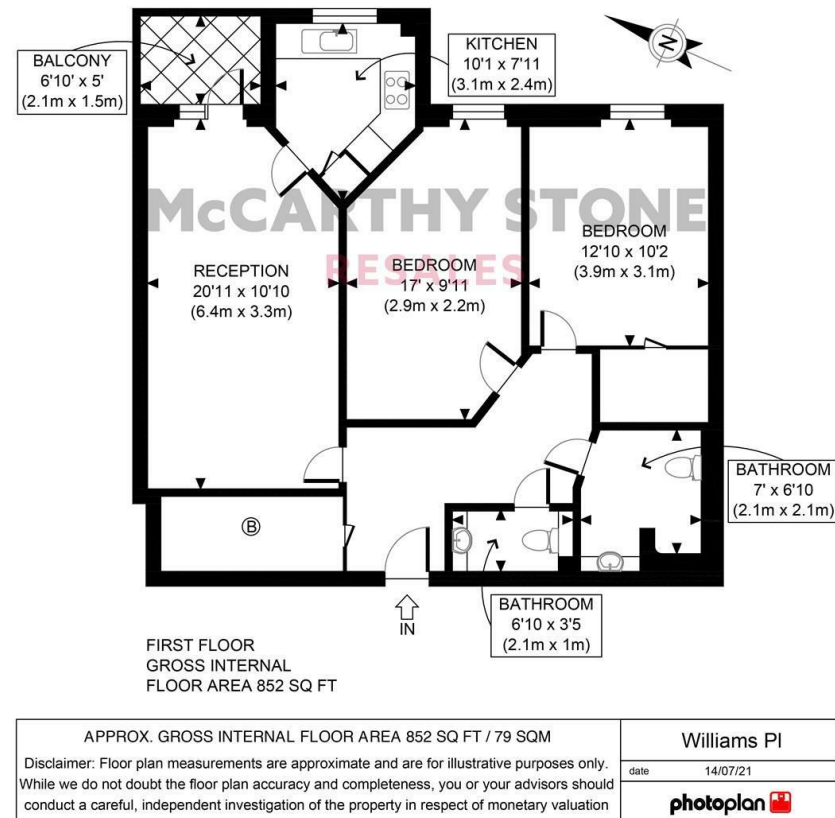 BALCONY
6'10' x 5'
(2.1m x 1.5m)
KITCHEN
10'1 x 7'11
(3.1m x 2.4m)
N
McCARTHY STONE
RESALES
RECEPTION
20'11 x 10'10
(6.4m x 3.3m)
BEDROOM
17' x 9'11
(2.9m x 2.2m)
BEDROOM
12'10 x 10'2
(3.9m x 3.1m)
BATHROOM
7' x 6'10
(2.1m x 2.1m)
B
BATHROOM
6'10 x 3'5
(2.1m x 1m)
IN
FIRST FLOOR
GROSS INTERNAL
FLOOR AREA 852 SQ FT
APPROX. GROSS INTERNAL FLOOR AREA 852 SQ FT / 79 SQM
Disclaimer: Floor plan measurements are approximate and are for illustrative purposes only.
While we do not doubt the floor plan accuracy and completeness, you or your advisors should
conduct a careful, independent investigation of the property in respect of monetary valuation
Williams Pl
date 14/07/21
photoplan